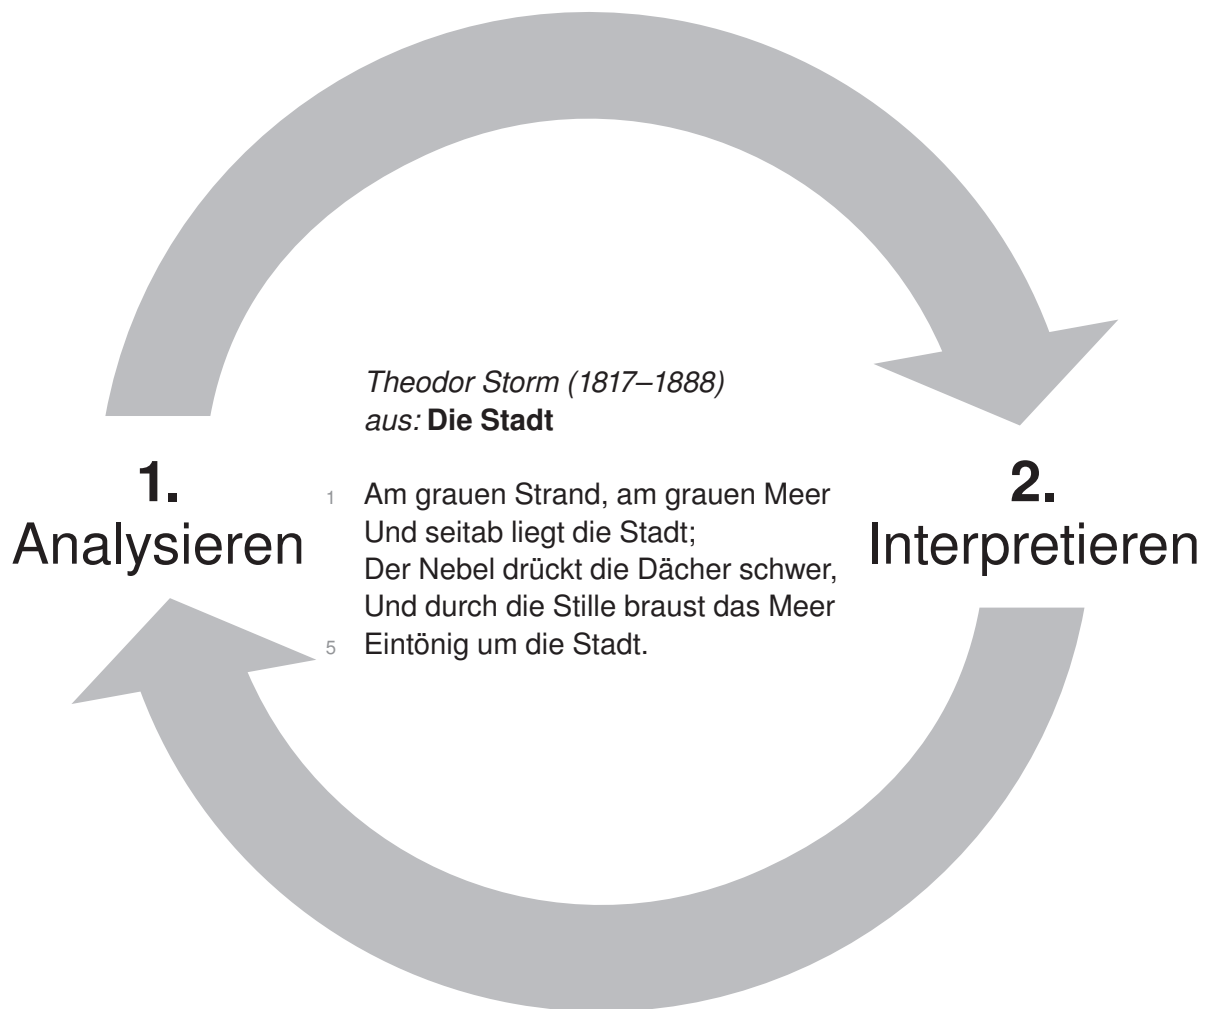 Theodor Storm (1817–1888)
aus: Die Stadt
1.
Analysieren
1 Am grauen Strand, am grauen Meer
Und seitab liegt die Stadt;
Der Nebel drückt die Dächer schwer,
Und durch die Stille braust das Meer
5 Eintönig um die Stadt.
2.
Interpretieren